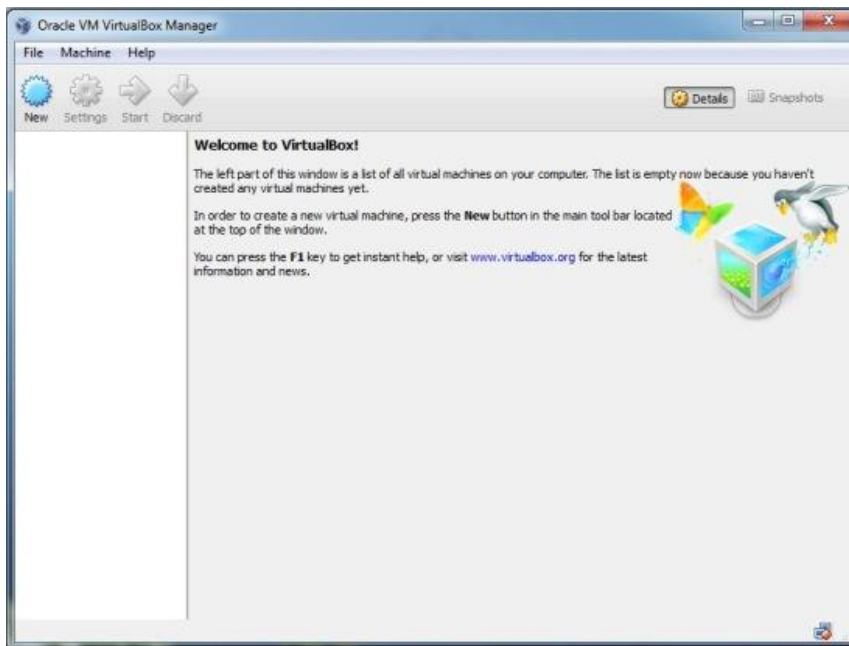 Oracle VM VirtualBox Manager
File Machine Help
New Settings Start Discard
Details Snapshots
Welcome to VirtualBox!
The left part of this window is a list of all virtual machines on your computer. The list is empty now because you haven't
created any virtual machines yet.
In order to create a new virtual machine, press the New button in the main tool bar located
at the top of the window.
You can press the F1 key to get instant help, or visit www.virtualbox.org for the latest
information and news.